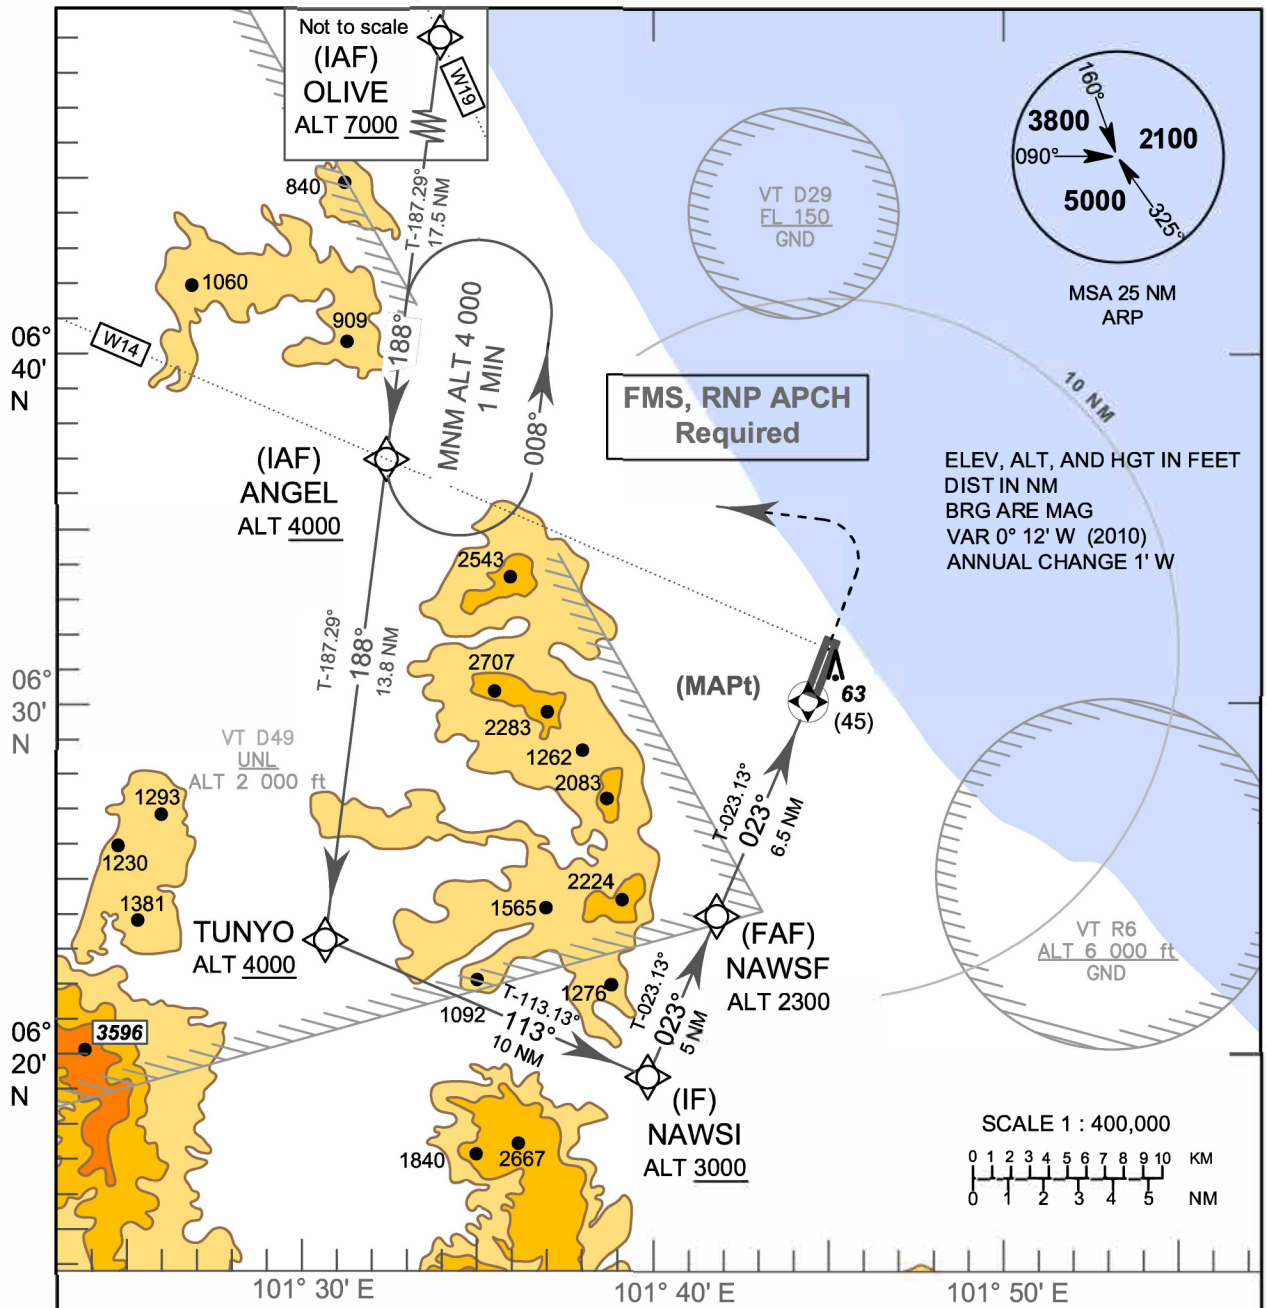 Not to scale
(IAF)
OLIVE
ALT 7000
W19
T-187.29°
17.5 NM
840
1060
909
188°
W14
MNM ALT 4 000
1 MIN
008°
(IAF)
ANGEL
ALT 4000
VT D29
FL 150
GND
160°
3800
2100
090°
5000
325°
MSA 25 NM
ARP
06°
40'
N
10 NM
FMS, RNP APCH
Required
ELEV, ALT, AND HGT IN FEET
DIST IN NM
BRG ARE MAG
VAR 0° 12' W (2010)
ANNUAL CHANGE 1' W
2543
T-187.29°
188°
13.8 NM
2707
2283
1262
2083
(MAPt)
63
(45)
06°
30'
N
VT D49
UNL
ALT 2 000 ft
1293
1230
1381
T-023.13°
023°
6.5 NM
2224
1565
TUNYO
ALT 4000
(FAF)
NAWSF
ALT 2300
VT R6
ALT 6 000 ft
GND
1092
1276
T-113.13°
113°
10 NM
T-023.13°
023°
5 NM
06°
20'
N
3596
(IF)
NAWSI
ALT 3000
1840
2667
SCALE 1 : 400,000
0 1 2 3 4 5 6 7 8 9 10 KM
0 1 2 3 4 5 NM
101° 30' E
101° 40' E
101° 50' E